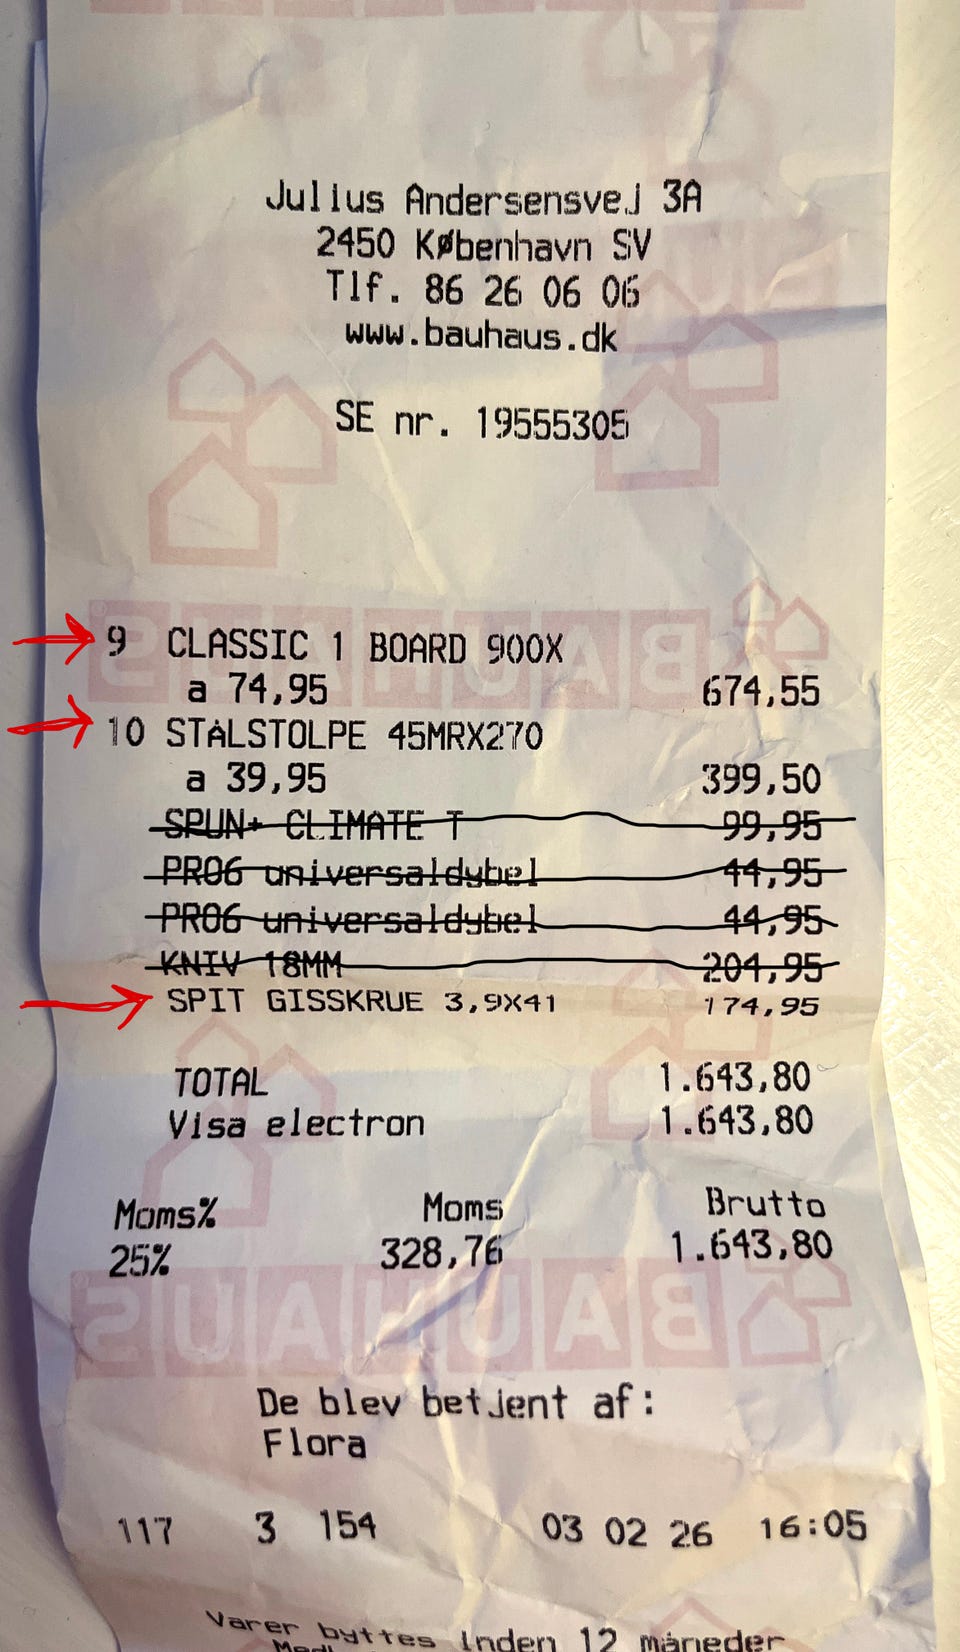 Julius Andersensvej 3A
2450 København SV
Tlf. 86 26 06 06
www.bauhaus.dk
SE nr. 19555305
9 CLASSIC 1 BOARD 900X
a 74,95 674,55
10 STÅLSTOLPE 45MRX270
a 39,95 399,50
SPUN+ CLIMATE T 99,95
PRO6 universaldybel 44,95
PRO6 universaldybel 44,95
KNIV 18MM 204,95
SPIT GISSKRUE 3,9X41 174,95
TOTAL 1.643,80
Visa electron 1.643,80
Moms% Moms Brutto
25% 328,76 1.643,80
BAUHAUS
De blev betjent af:
Flora
117 3 154 03 02 26 16:05
Varer byttes inden 12 måneder